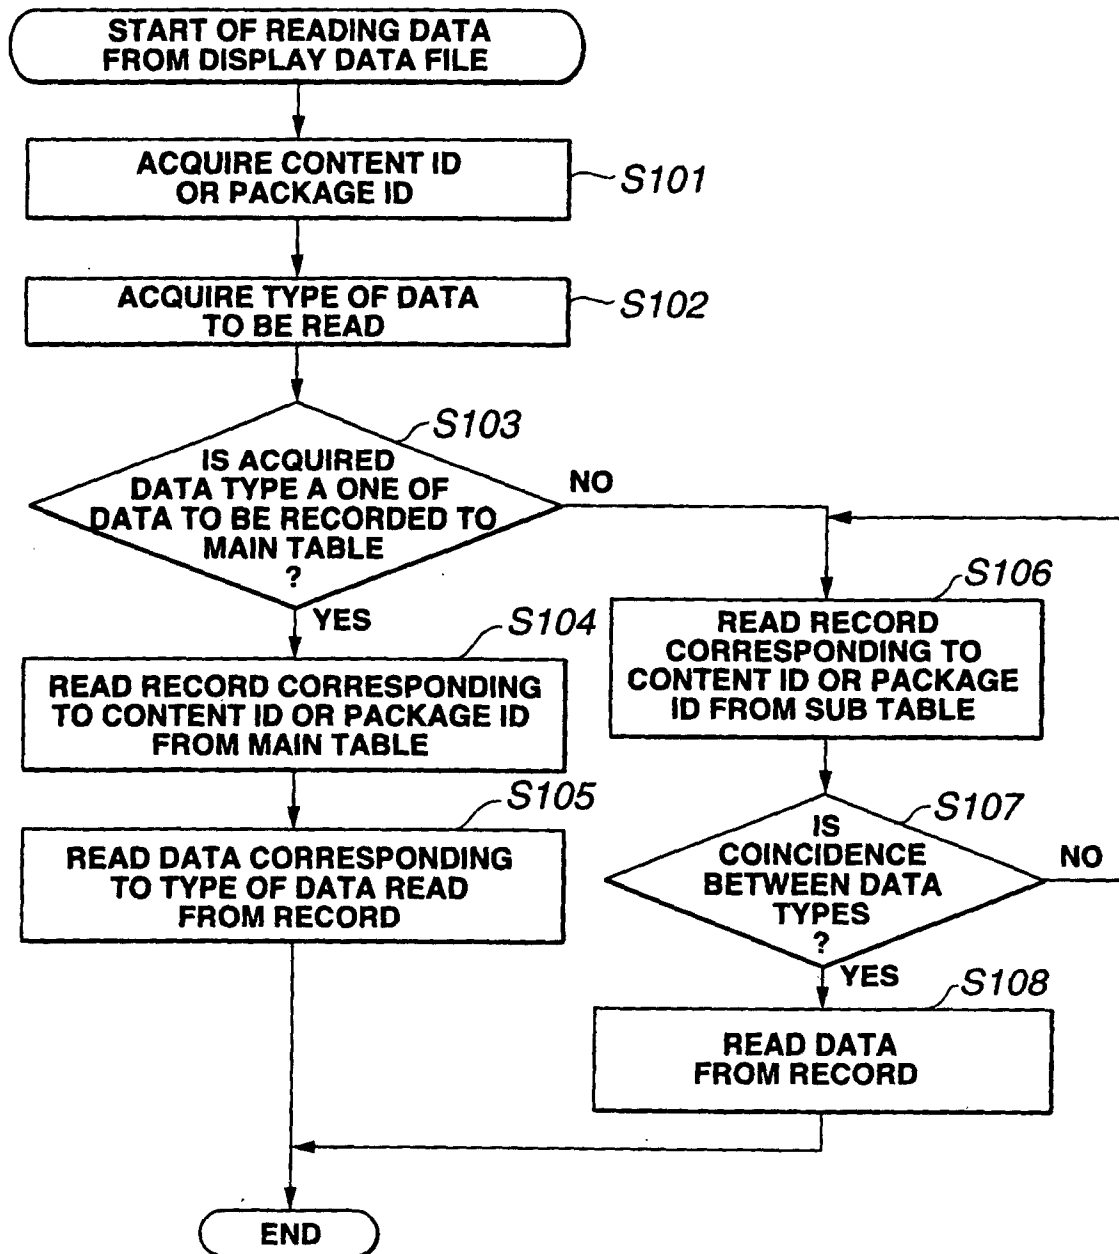 START OF READING DATA
FROM DISPLAY DATA FILE
ACQUIRE CONTENT ID
OR PACKAGE ID
S101
ACQUIRE TYPE OF DATA
TO BE READ
S102
S103
IS ACQUIRED
DATA TYPE A ONE OF
DATA TO BE RECORDED TO
MAIN TABLE
?
NO
YES
S104
READ RECORD CORRESPONDING
TO CONTENT ID OR PACKAGE ID
FROM MAIN TABLE
S105
READ DATA CORRESPONDING
TO TYPE OF DATA READ
FROM RECORD
S106
READ RECORD
CORRESPONDING TO
CONTENT ID OR PACKAGE
ID FROM SUB TABLE
S107
IS
COINCIDENCE
BETWEEN DATA
TYPES
?
NO
YES
S108
READ DATA
FROM RECORD
END